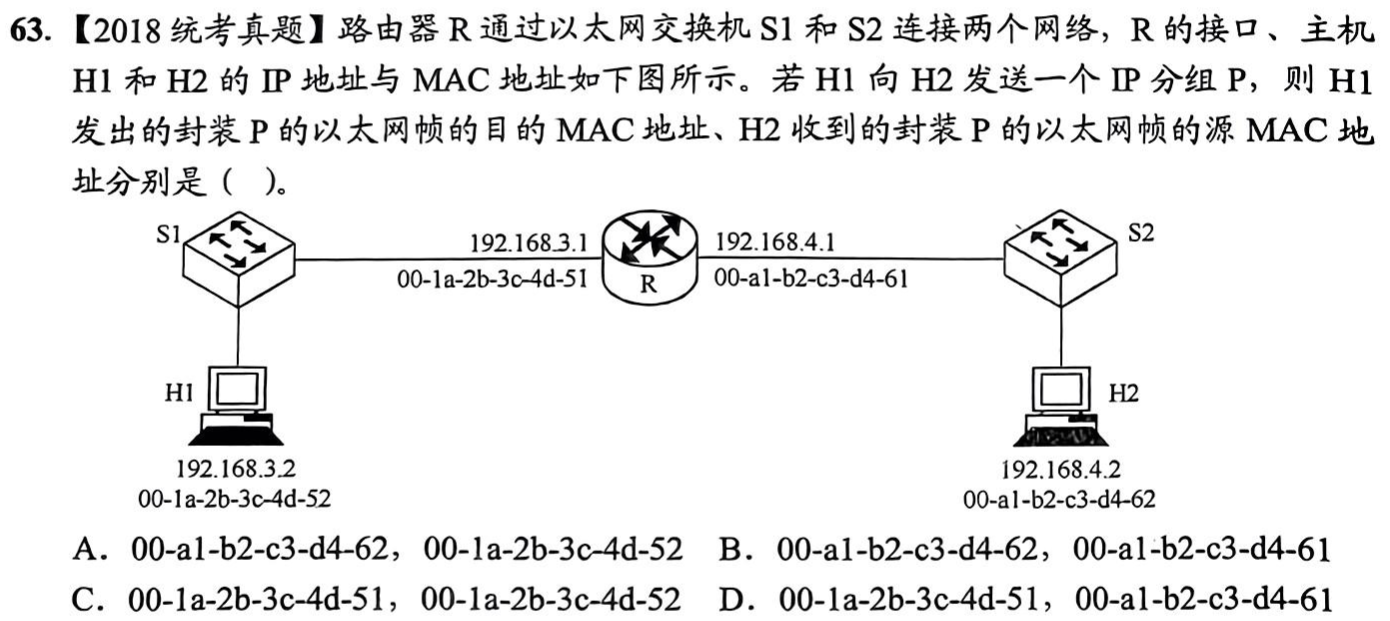 63.【2018 统考真题】路由器 R 通过以太网交换机 S1 和 S2 连接两个网络，R 的接口、主机
H1 和 H2 的 IP 地址与 MAC 地址如下图所示。若 H1 向 H2 发送一个 IP 分组 P，则 H1
发出的封装 P 的以太网帧的目的 MAC 地址、H2 收到的封装 P 的以太网帧的源 MAC 地
址分别是（ ）。
S1
192.168.3.1
192.168.4.1
S2
00-1a-2b-3c-4d-51
R
00-a1-b2-c3-d4-61
H1
H2
192.168.3.2
192.168.4.2
00-1a-2b-3c-4d-52
00-a1-b2-c3-d4-62
A．00-a1-b2-c3-d4-62，00-1a-2b-3c-4d-52 B．00-a1-b2-c3-d4-62，00-a1-b2-c3-d4-61
C．00-1a-2b-3c-4d-51，00-1a-2b-3c-4d-52 D．00-1a-2b-3c-4d-51，00-a1-b2-c3-d4-61